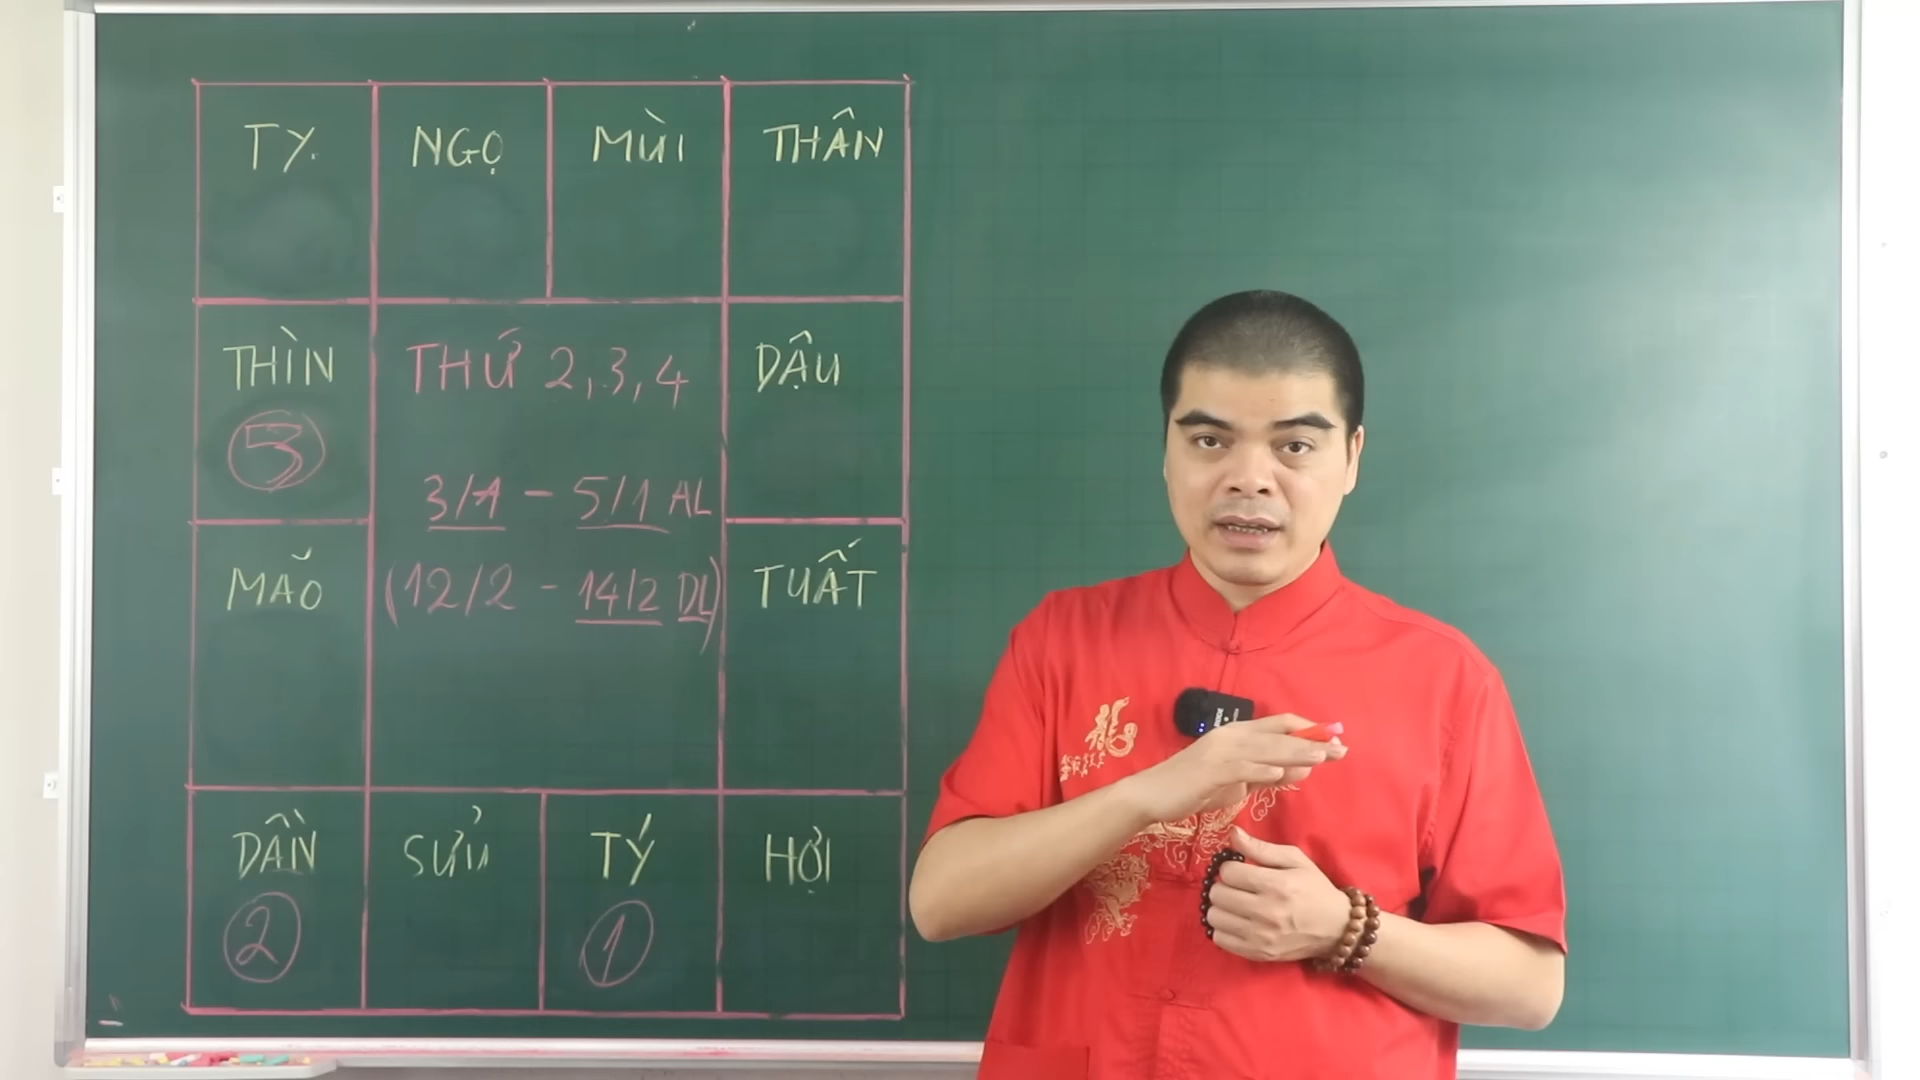 TỴ
NGỌ
MÙI
THÂN
THÌN
THỨ 2,3,4
DẬU
3/1 - 5/1 AL
MÃO
(12/2 - 14/2 DL)
TUẤT
DẦN
SỬU
TÝ
HỢI
2
1
龍